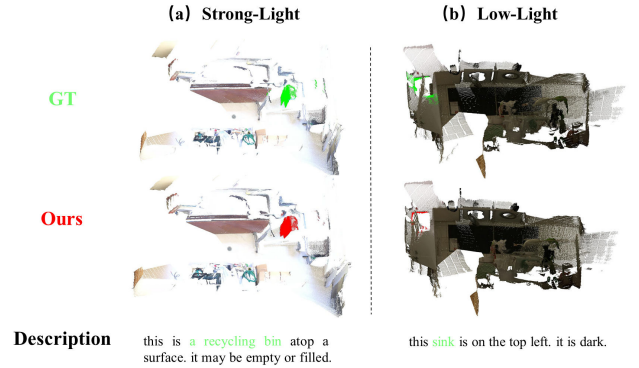 (a) Strong-Light
(b) Low-Light
GT
Ours
Description
this is a recycling bin atop a
surface. it may be empty or filled.
this sink is on the top left. it is dark.